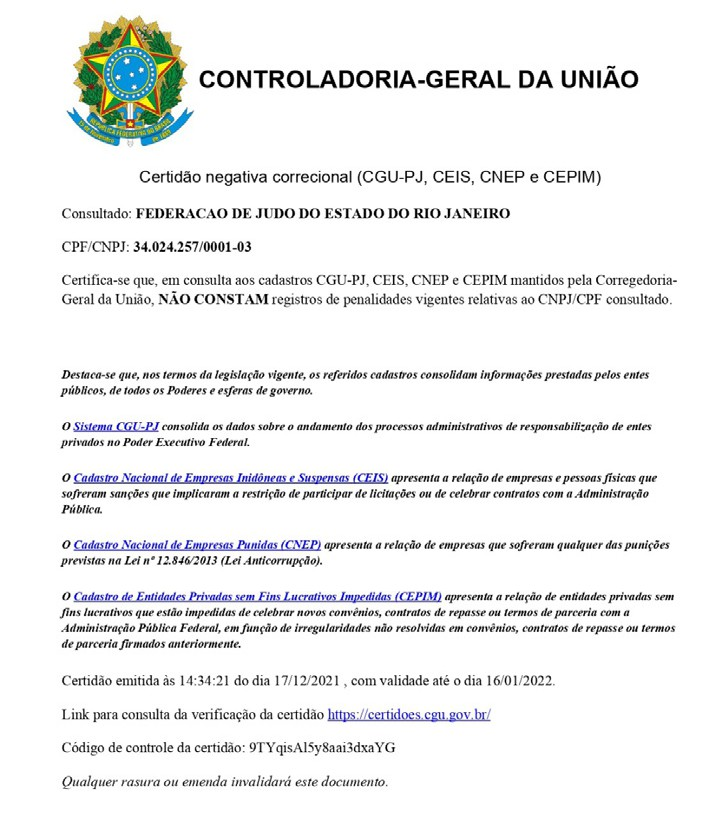 REPUBLICA FEDERATIVA DO BRASIL
15 de Novembro de 1889
CONTROLADORIA-GERAL DA UNIÃO
Certidão negativa correcional (CGU-PJ, CEIS, CNEP e CEPIM)
Consultado: FEDERACAO DE JUDO DO ESTADO DO RIO JANEIRO
CPF/CNPJ: 34.024.257/0001-03
Certifica-se que, em consulta aos cadastros CGU-PJ, CEIS, CNEP e CEPIM mantidos pela Corregedoria-
Geral da União, NÃO CONSTAM registros de penalidades vigentes relativas ao CNPJ/CPF consultado.
Destaca-se que, nos termos da legislação vigente, os referidos cadastros consolidam informações prestadas pelos entes
públicos, de todos os Poderes e esferas de governo.
O Sistema CGU-PJ consolida os dados sobre o andamento dos processos administrativos de responsabilização de entes
privados no Poder Executivo Federal.
O Cadastro Nacional de Empresas Inidôneas e Suspensas (CEIS) apresenta a relação de empresas e pessoas físicas que
sofreram sanções que implicaram a restrição de participar de licitações ou de celebrar contratos com a Administração
Pública.
O Cadastro Nacional de Empresas Punidas (CNEP) apresenta a relação de empresas que sofreram qualquer das punições
previstas na Lei nº 12.846/2013 (Lei Anticorrupção).
O Cadastro de Entidades Privadas sem Fins Lucrativos Impedidas (CEPIM) apresenta a relação de entidades privadas sem
fins lucrativos que estão impedidas de celebrar novos convênios, contratos de repasse ou termos de parceria com a
Administração Pública Federal, em função de irregularidades não resolvidas em convênios, contratos de repasse ou termos
de parceria firmados anteriormente.
Certidão emitida às 14:34:21 do dia 17/12/2021 , com validade até o dia 16/01/2022.
Link para consulta da verificação da certidão https://certidoes.cgu.gov.br/
Código de controle da certidão: 9TYqisAl5y8aai3dxaYG
Qualquer rasura ou emenda invalidará este documento.